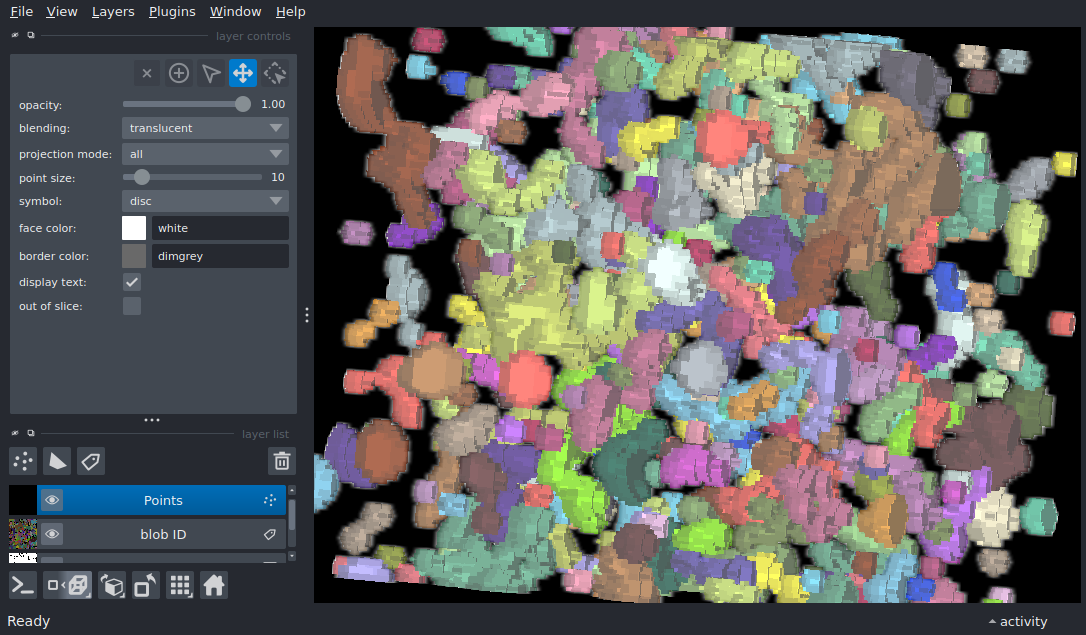 File View Layers Plugins Window Help
layer controls
opacity: 1.00
blending: translucent
projection mode: all
point size: 10
symbol: disc
face color: white
border color: dimgrey
display text:
out of slice:
layer list
Points
blob ID
Ready
activity